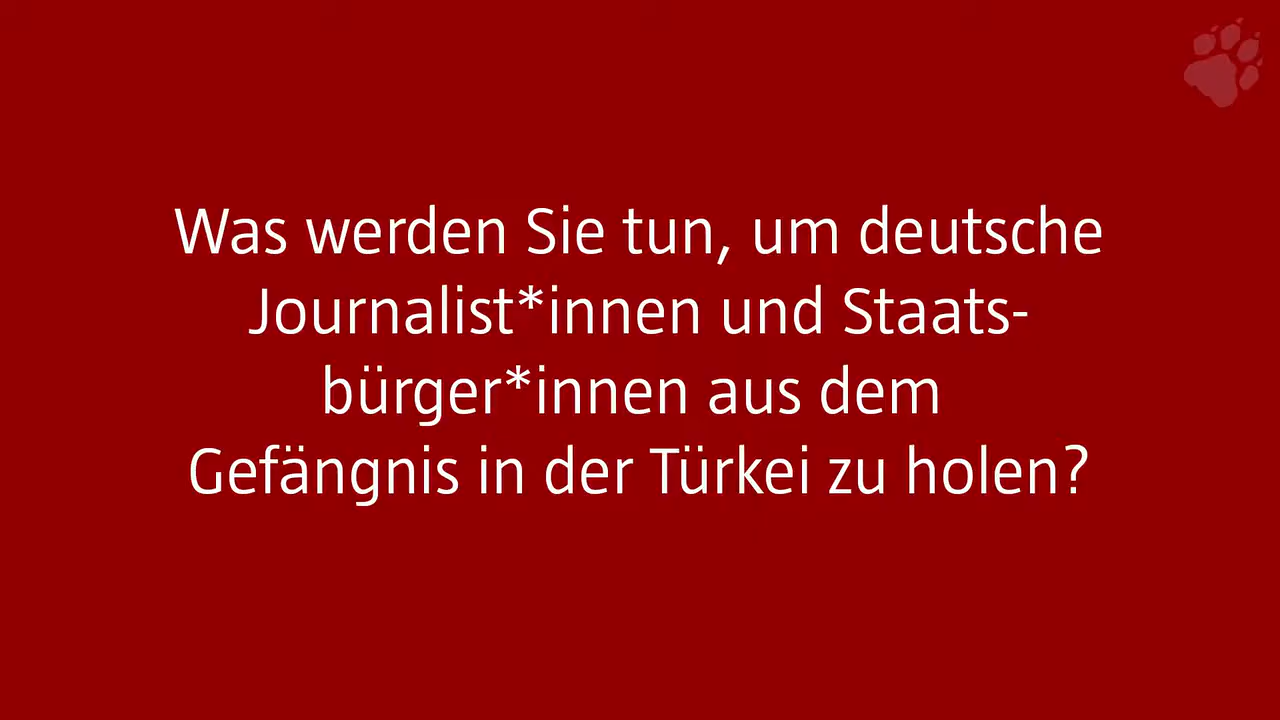 Was werden Sie tun, um deutsche
Journalist*innen und Staats-
bürger*innen aus dem
Gefängnis in der Türkei zu holen?